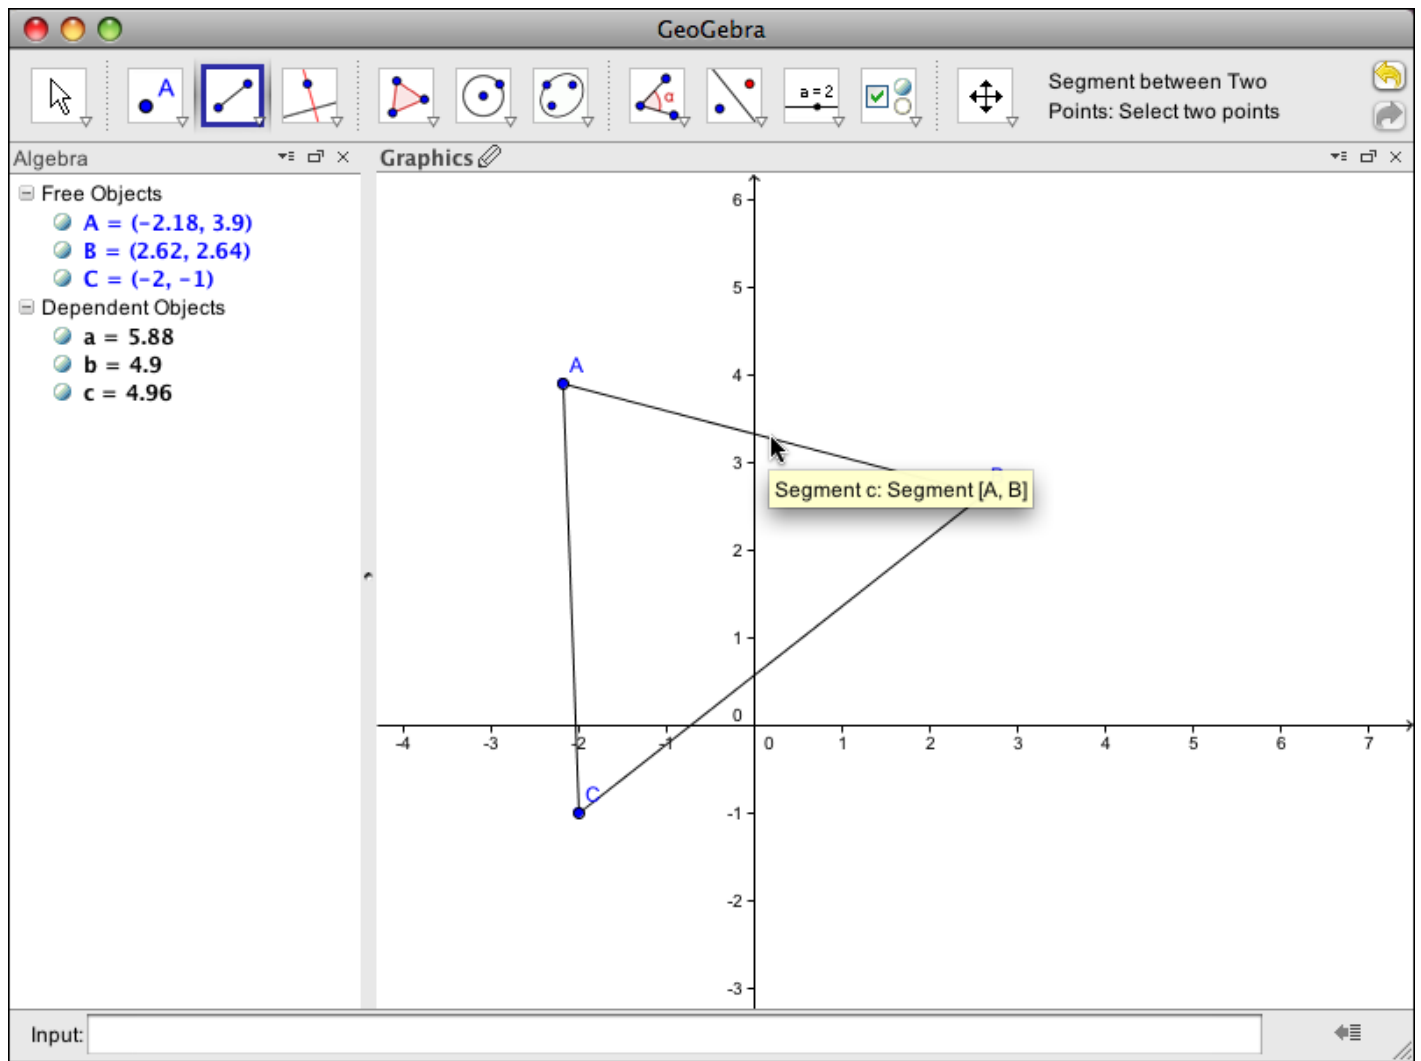 GeoGebra
A
α
a = 2
Segment between Two
Points: Select two points
Algebra
Graphics
Free Objects
A = (-2.18, 3.9)
B = (2.62, 2.64)
C = (-2, -1)
Dependent Objects
a = 5.88
b = 4.9
c = 4.96
6
5
4
A
3
Segment c: Segment [A, B]
2
1
0
-4 -3 -2 -1 0 1 2 3 4 5 6 7
C
-1
-2
-3
Input: